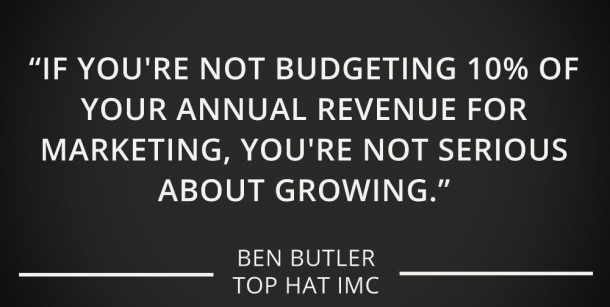 “IF YOU'RE NOT BUDGETING 10% OF
YOUR ANNUAL REVENUE FOR
MARKETING, YOU'RE NOT SERIOUS
ABOUT GROWING.”
BEN BUTLER
TOP HAT IMC